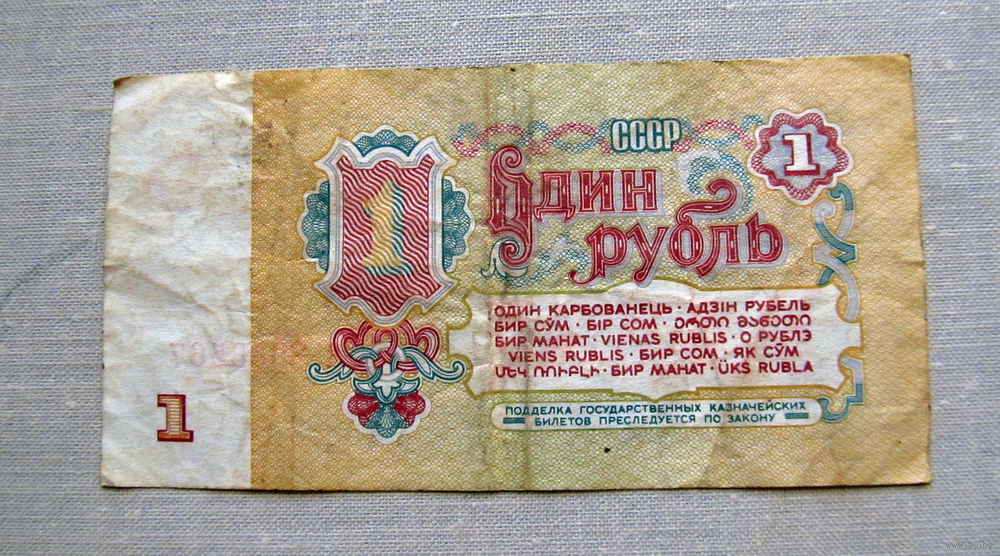 СССР
1
1
Один
рубль
ОДИН КАРБОВАНЕЦЬ · АДЗІН РУБЕЛЬ
БИР СЎМ · БІР СОМ · ᲔᲠᲗᲘ ᲛᲐᲜᲔᲗᲘ
БИР МАНАТ · VIENAS RUBLIS · О РУБЛЭ
VIENS RUBLIS · БИР СОМ · ЯК СӮМ
ՄԵԿ ՌՈՒԲԼԻ · БИР МАНАТ · ÜKS RUBLA
ПОДДЕЛКА ГОСУДАРСТВЕННЫХ КАЗНАЧЕЙСКИХ
БИЛЕТОВ ПРЕСЛЕДУЕТСЯ ПО ЗАКОНУ
1